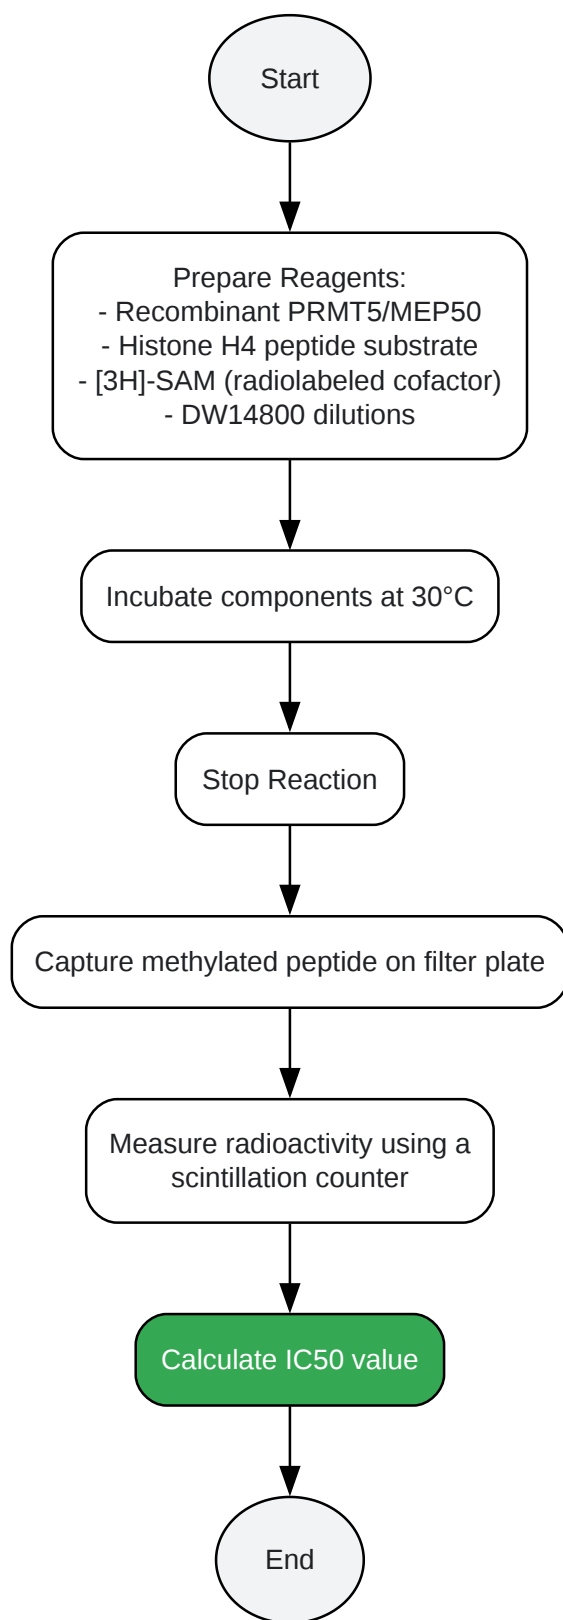 Start
Prepare Reagents:
- Recombinant PRMT5/MEP50
- Histone H4 peptide substrate
- [3H]-SAM (radiolabeled cofactor)
- DW14800 dilutions
Incubate components at 30°C
Stop Reaction
Capture methylated peptide on filter plate
Measure radioactivity using a
scintillation counter
Calculate IC50 value
End